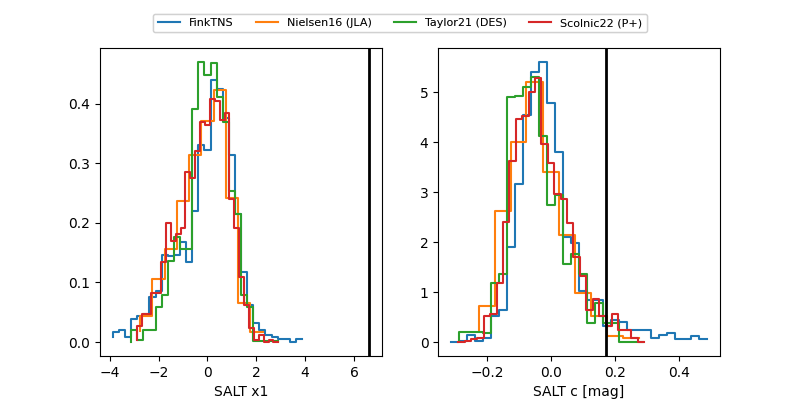 FinkTNS Nielsen16 (JLA) Taylor21 (DES) Scolnic22 (P+)
0.4
0.3
0.2
0.1
0.0
−4 −2 0 2 4 6
SALT x1
5
4
3
2
1
0
−0.2 0.0 0.2 0.4
SALT c [mag]